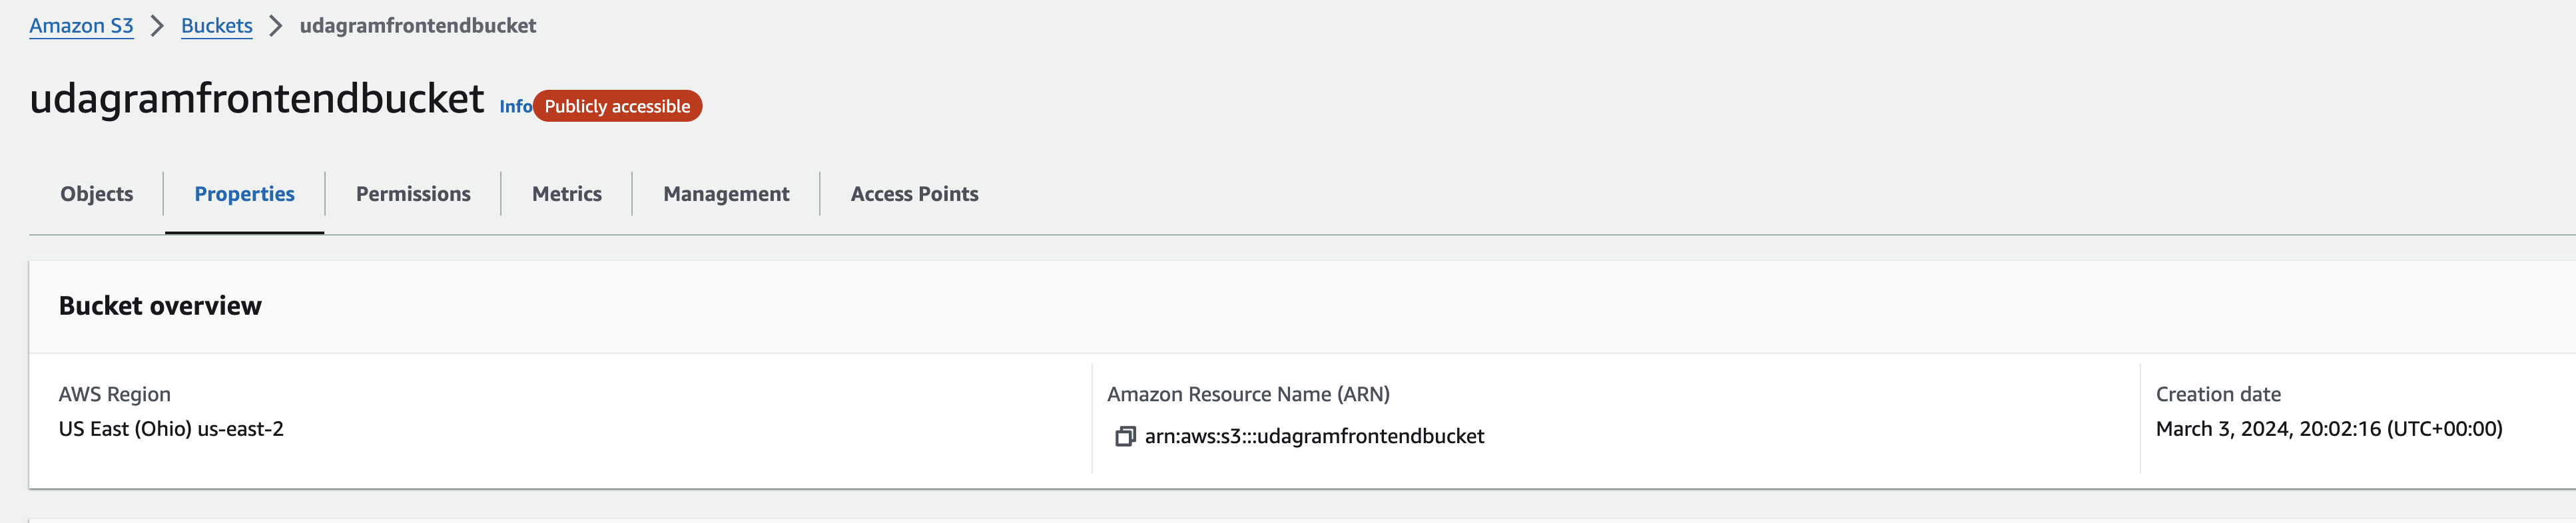 Amazon S3 > Buckets > udagramfrontendbucket
udagramfrontendbucket Info Publicly accessible
Objects Properties Permissions Metrics Management Access Points
Bucket overview
AWS Region Amazon Resource Name (ARN) Creation date
US East (Ohio) us-east-2 arn:aws:s3:::udagramfrontendbucket March 3, 2024, 20:02:16 (UTC+00:00)